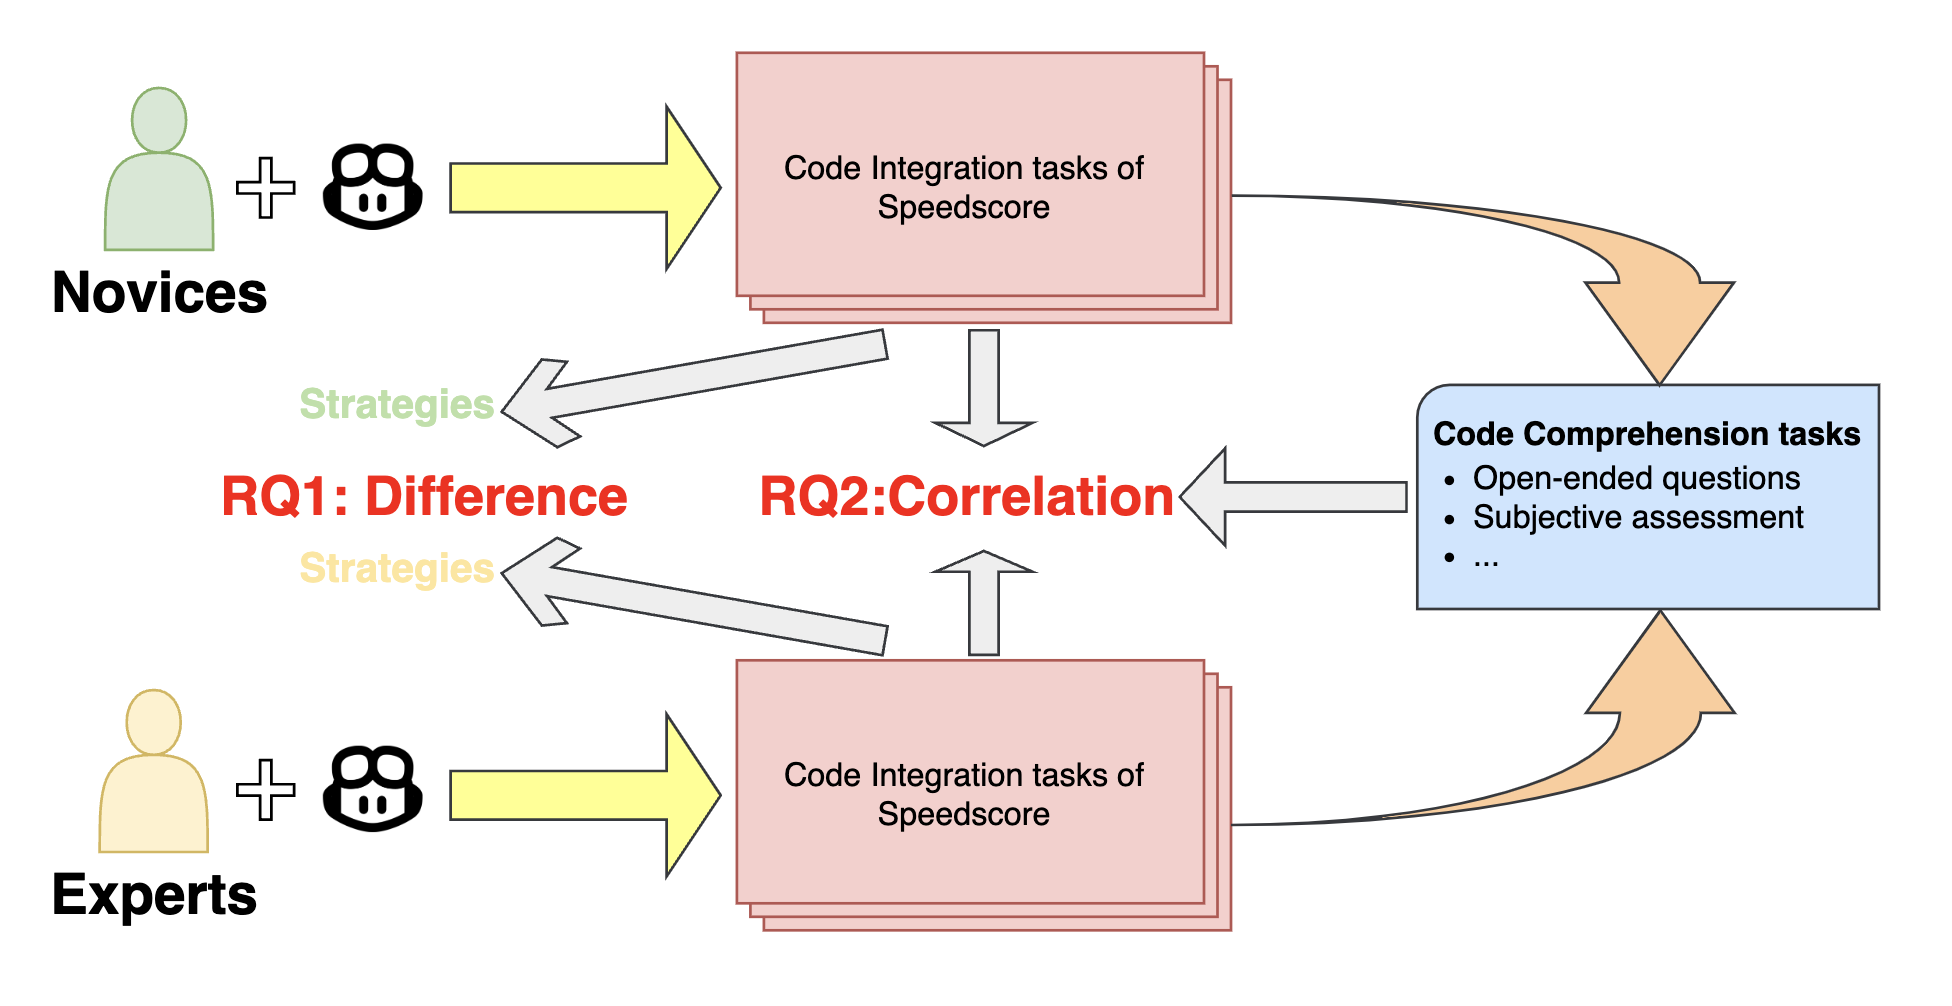 Code Integration tasks of
Speedscore
Novices
Strategies
Code Comprehension tasks
• Open-ended questions
• Subjective assessment
• ...
RQ1: Difference
RQ2:Correlation
Strategies
Code Integration tasks of
Speedscore
Experts